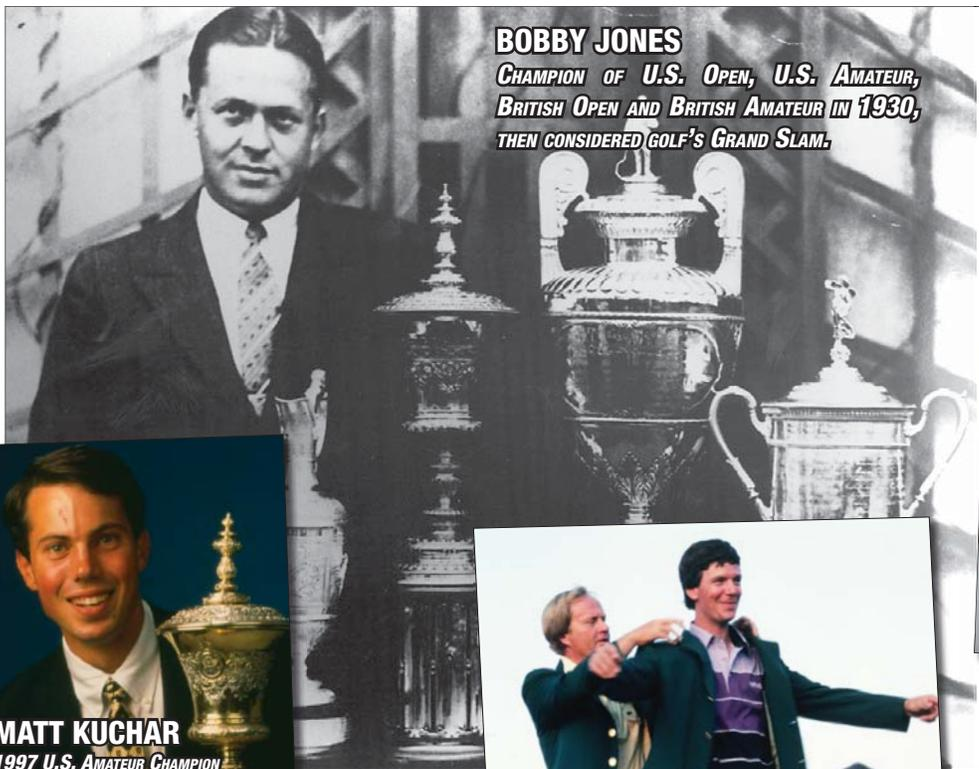 BOBBY JONES
CHAMPION OF U.S. OPEN, U.S. AMATEUR,
BRITISH OPEN AND BRITISH AMATEUR IN 1930,
THEN CONSIDERED GOLF'S GRAND SLAM.
MATT KUCHAR
1997 U.S. AMATEUR CHAMPION